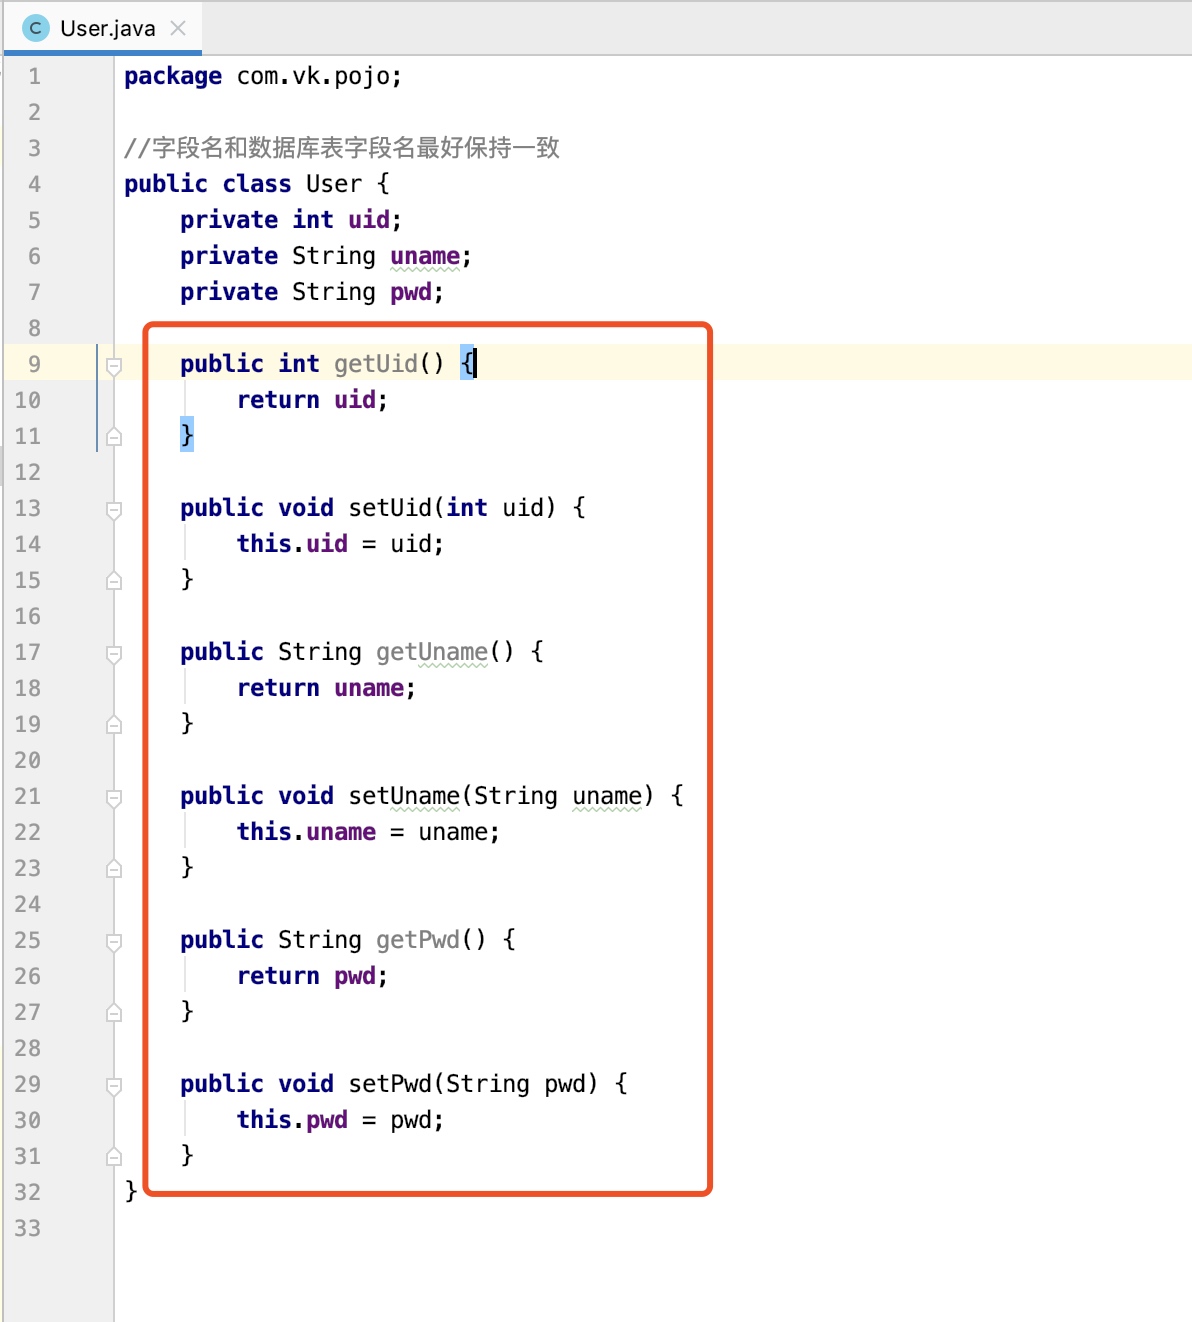 C User.java
1 package com.vk.pojo;
2
3 //字段名和数据库表字段名最好保持一致
4 public class User {
5     private int uid;
6     private String uname;
7     private String pwd;
8
9     public int getUid() {
10         return uid;
11     }
12
13     public void setUid(int uid) {
14         this.uid = uid;
15     }
16
17     public String getUname() {
18         return uname;
19     }
20
21     public void setUname(String uname) {
22         this.uname = uname;
23     }
24
25     public String getPwd() {
26         return pwd;
27     }
28
29     public void setPwd(String pwd) {
30         this.pwd = pwd;
31     }
32 }
33